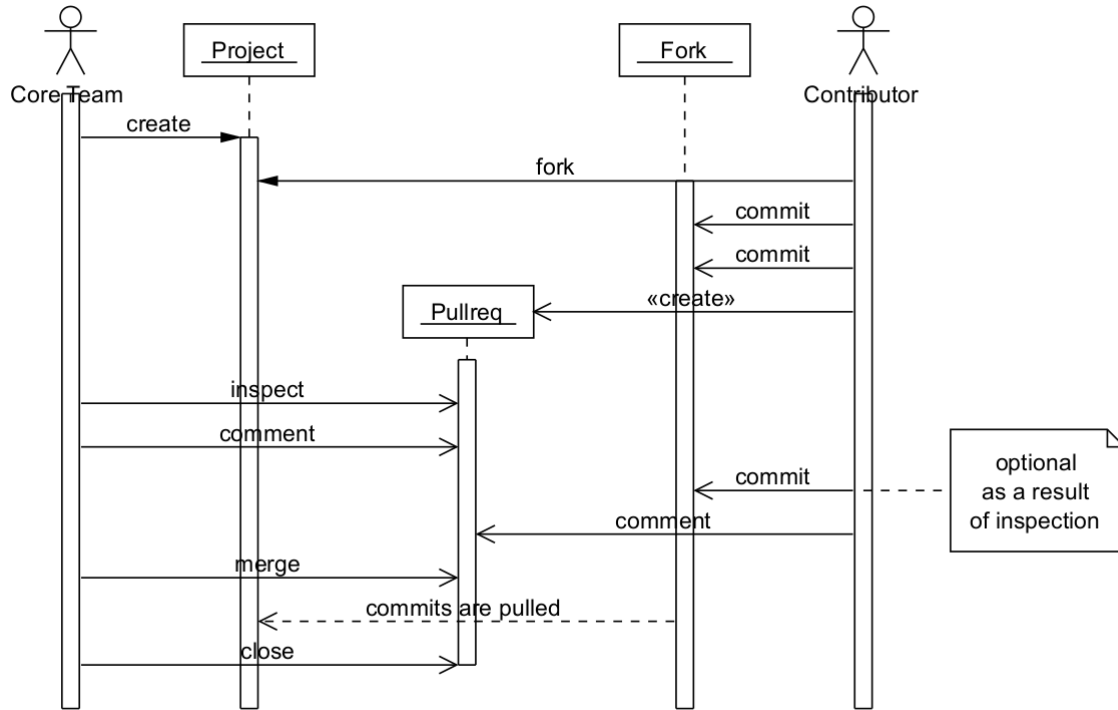 Project
Fork
Core Team
Contributor
create
fork
commit
commit
«create»
Pullreq
inspect
comment
commit
optional
as a result
of inspection
comment
merge
commits are pulled
close